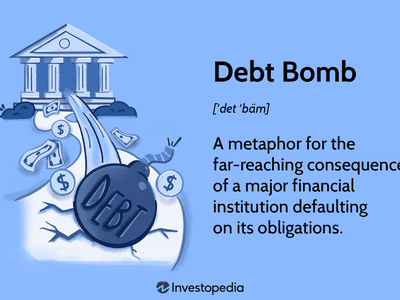 Debt Bomb
['det ‘bäm]
A metaphor for the
far-reaching consequence
of a major financial
institution defaulting
on its obligations.
DEBT
$
$
$
$
Investopedia